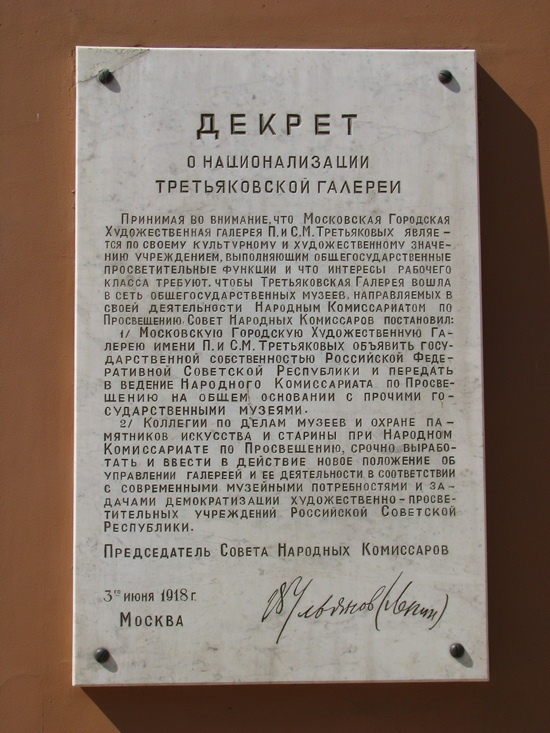 ДЕКРЕТ
О НАЦИОНАЛИЗАЦИИ
ТРЕТЬЯКОВСКОЙ ГАЛЕРЕИ
ПРИНИМАЯ ВО ВНИМАНИЕ, ЧТО МОСКОВСКАЯ ГОРОДСКАЯ
ХУДОЖЕСТВЕННАЯ ГАЛЕРЕЯ П. И С.М. ТРЕТЬЯКОВЫХ ЯВЛЯЕ-
ТСЯ ПО СВОЕМУ КУЛЬТУРНОМУ И ХУДОЖЕСТВЕННОМУ ЗНАЧЕ-
НИЮ УЧРЕЖДЕНИЕМ, ВЫПОЛНЯЮЩИМ ОБЩЕГОСУДАРСТВЕННЫЕ
ПРОСВЕТИТЕЛЬНЫЕ ФУНКЦИИ И ЧТО ИНТЕРЕСЫ РАБОЧЕГО
КЛАССА ТРЕБУЮТ, ЧТОБЫ ТРЕТЬЯКОВСКАЯ ГАЛЕРЕЯ ВОШЛА
В СЕТЬ ОБЩЕГОСУДАРСТВЕННЫХ МУЗЕЕВ, НАПРАВЛЯЕМЫХ В
СВОЕЙ ДЕЯТЕЛЬНОСТИ НАРОДНЫМ КОМИССАРИАТОМ ПО
ПРОСВЕЩЕНИЮ, СОВЕТ НАРОДНЫХ КОМИССАРОВ ПОСТАНОВИЛ:
1/ МОСКОВСКУЮ ГОРОДСКУЮ ХУДОЖЕСТВЕННУЮ ГА-
ЛЕРЕЮ ИМЕНИ П. И С.М. ТРЕТЬЯКОВЫХ ОБЪЯВИТЬ ГОСУ-
ДАРСТВЕННОЙ СОБСТВЕННОСТЬЮ РОССИЙСКОЙ ФЕДЕ-
РАТИВНОЙ СОВЕТСКОЙ РЕСПУБЛИКИ И ПЕРЕДАТЬ
В ВЕДЕНИЕ НАРОДНОГО КОМИССАРИАТА ПО ПРОСВЕ-
ЩЕНИЮ НА ОБЩЕМ ОСНОВАНИИ С ПРОЧИМИ ГО-
СУДАРСТВЕННЫМИ МУЗЕЯМИ.
2/ КОЛЛЕГИИ ПО ДЕЛАМ МУЗЕЕВ И ОХРАНЕ ПА-
МЯТНИКОВ ИСКУССТВА И СТАРИНЫ ПРИ НАРОДНОМ
КОМИССАРИАТЕ ПО ПРОСВЕЩЕНИЮ, СРОЧНО ВЫРАБО-
ТАТЬ И ВВЕСТИ В ДЕЙСТВИЕ НОВОЕ ПОЛОЖЕНИЕ ОБ
УПРАВЛЕНИИ ГАЛЕРЕЕЙ И ЕЕ ДЕЯТЕЛЬНОСТИ В СООТВЕТСТВИИ
С СОВРЕМЕННЫМИ МУЗЕЙНЫМИ ПОТРЕБНОСТЯМИ И ЗА-
ДАЧАМИ ДЕМОКРАТИЗАЦИИ ХУДОЖЕСТВЕННО-ПРОСВЕ-
ТИТЕЛЬНЫХ УЧРЕЖДЕНИЙ РОССИЙСКОЙ СОВЕТСКОЙ
РЕСПУБЛИКИ.
ПРЕДСЕДАТЕЛЬ СОВЕТА НАРОДНЫХ КОМИССАРОВ
3го ИЮНЯ 1918 Г.
МОСКВА
В Ульянов (Ленин)